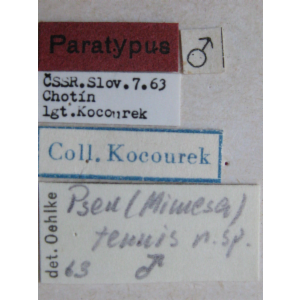 Paratypus ♂
ČSSR.Slov.7.63
Chotín
lgt.Kocourek
Coll. Kocourek
det. Oehlke
Psen (Mimesa)
tenuis n.sp.
63 ♂